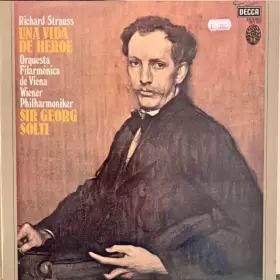 Richard Strauss
UNA VIDA
DE HEROE
Orquesta
Filarmónica
de Viena
Wiener
Philharmoniker
SIR GEORG
SOLTI
DECCA